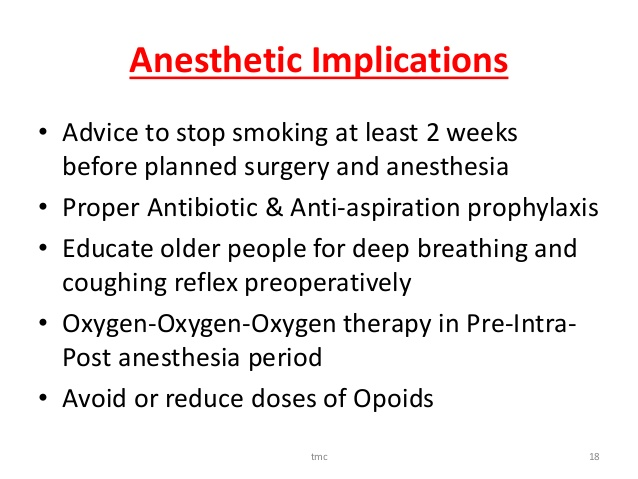 Anesthetic Implications
• Advice to stop smoking at least 2 weeks
before planned surgery and anesthesia
• Proper Antibiotic & Anti-aspiration prophylaxis
• Educate older people for deep breathing and
coughing reflex preoperatively
• Oxygen-Oxygen-Oxygen therapy in Pre-Intra-
Post anesthesia period
• Avoid or reduce doses of Opoids
tmc
18